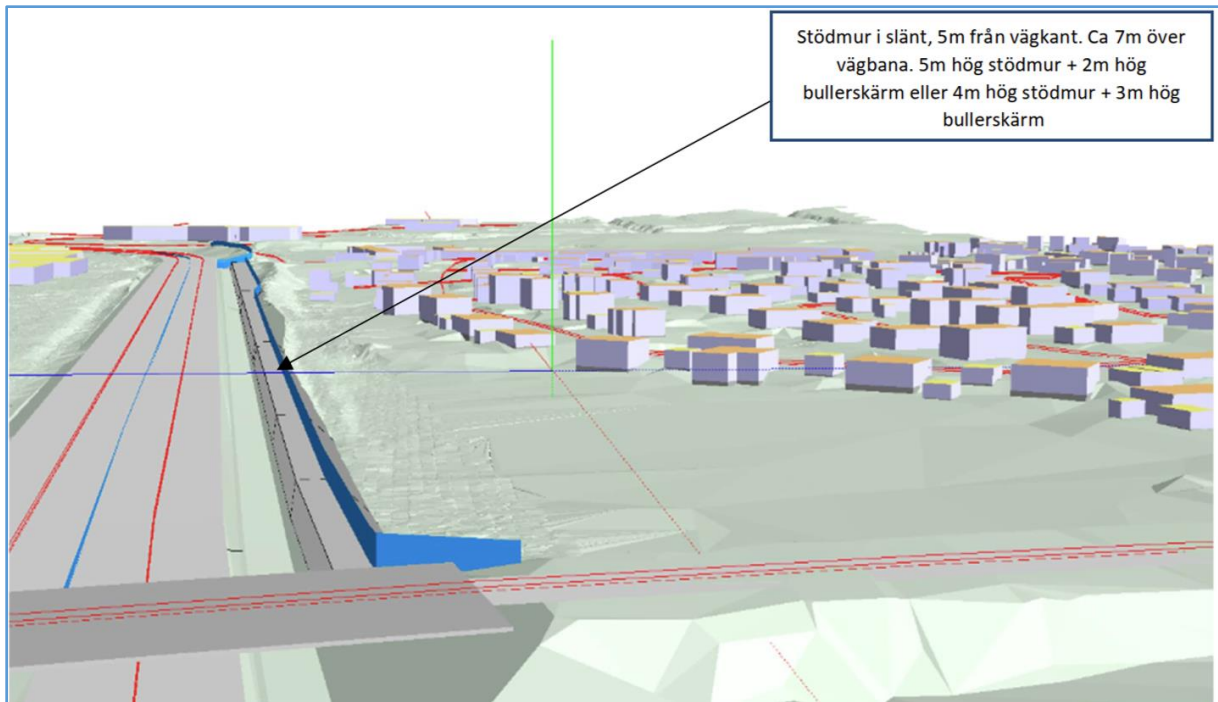 Stödmur i slänt, 5m från vägkant. Ca 7m över
vägbana. 5m hög stödmur + 2m hög
bullerskärm eller 4m hög stödmur + 3m hög
bullerskärm